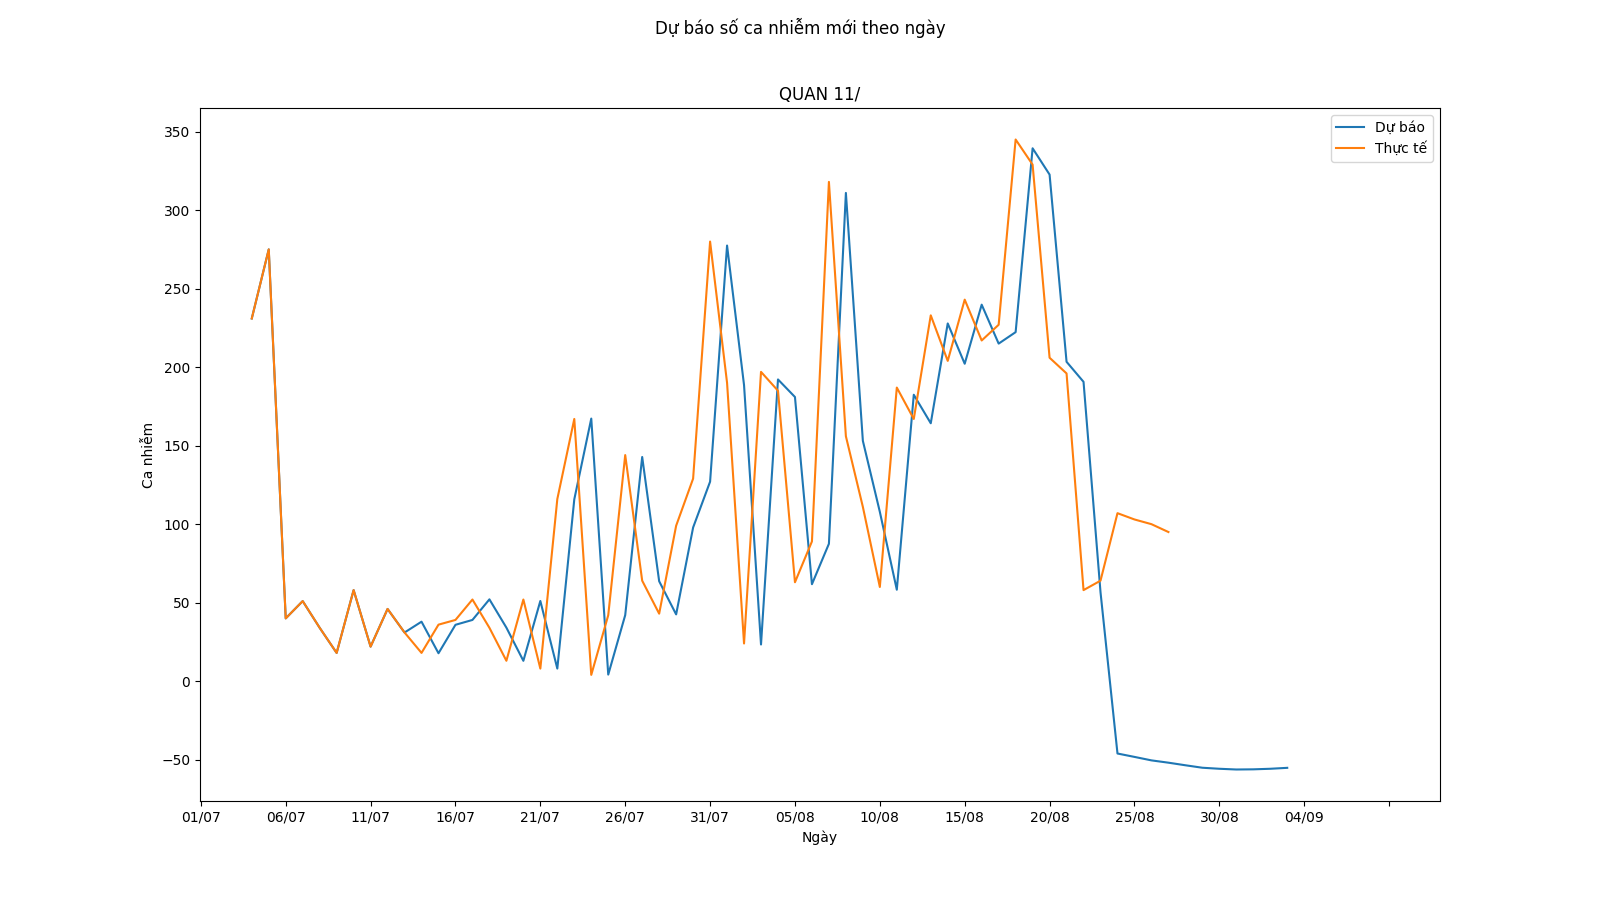 Dự báo số ca nhiễm mới theo ngày
QUAN 11/
Dự báo
Thực tế
350
300
250
200
150
100
50
0
−50
Ca nhiễm
01/07 06/07 11/07 16/07 21/07 26/07 31/07 05/08 10/08 15/08 20/08 25/08 30/08 04/09
Ngày